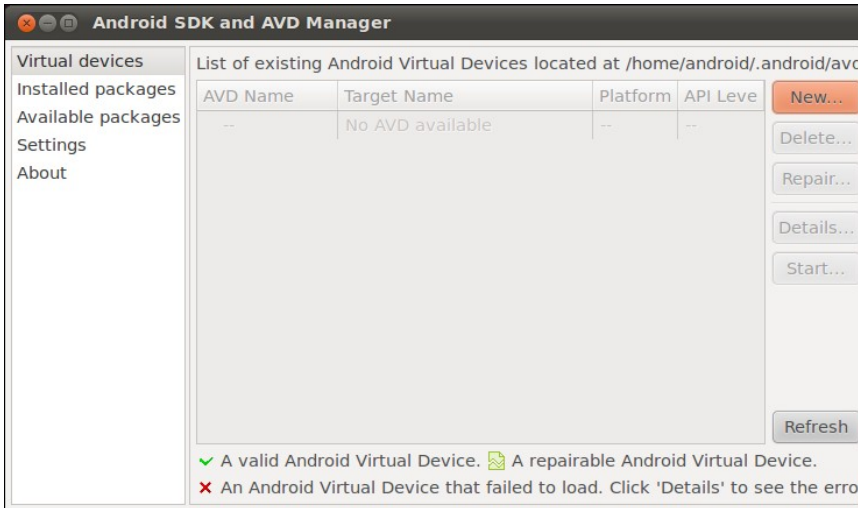 Android SDK and AVD Manager
Virtual devices
Installed packages
Available packages
Settings
About
List of existing Android Virtual Devices located at /home/android/.android/avd
AVD Name Target Name Platform API Leve
-- No AVD available -- --
New...
Delete...
Repair...
Details...
Start...
Refresh
A valid Android Virtual Device. A repairable Android Virtual Device.
An Android Virtual Device that failed to load. Click 'Details' to see the erro